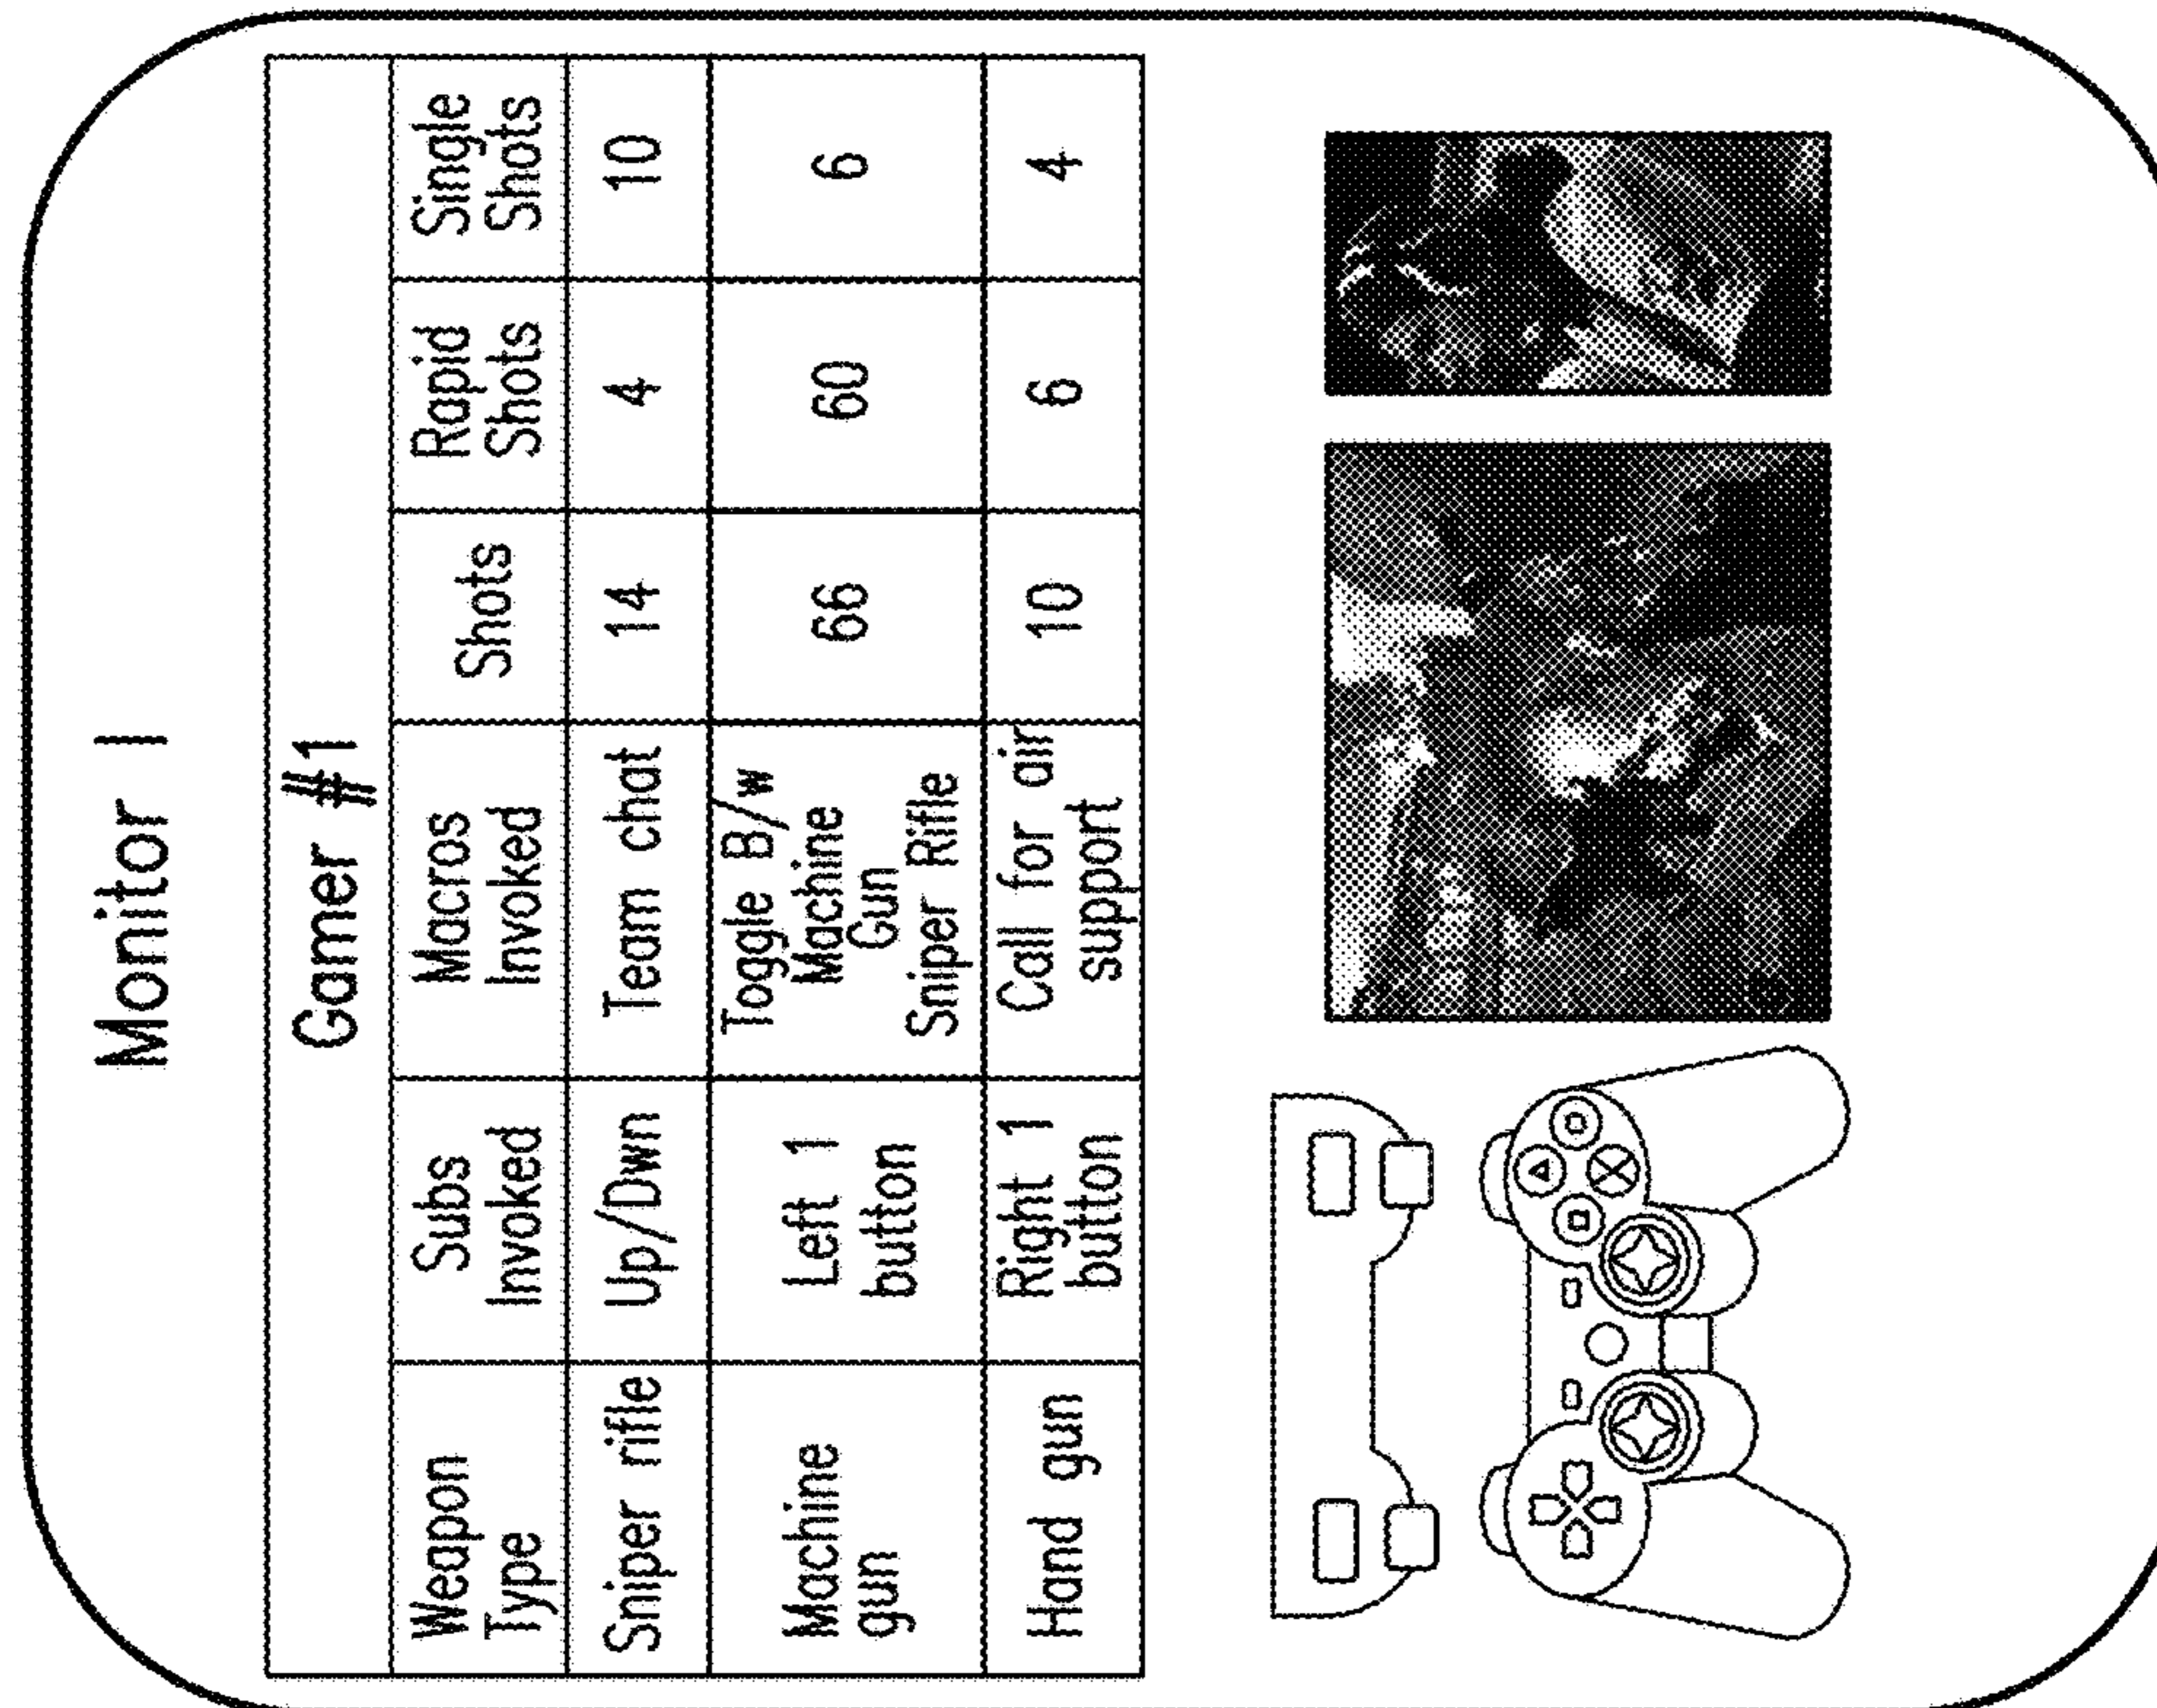 Monitor I
Gamer #1
Weapon Type	Subs Invoked	Macros Invoked	Shots	Rapid Shots	Single Shots
Sniper rifle	Up/Dwn	Team chat	14	4	10
Machine gun	Left 1 button	Toggle B/w Machine Gun Sniper Rifle	66	60	6
Hand gun	Right 1 button	Call for air support	10	6	4